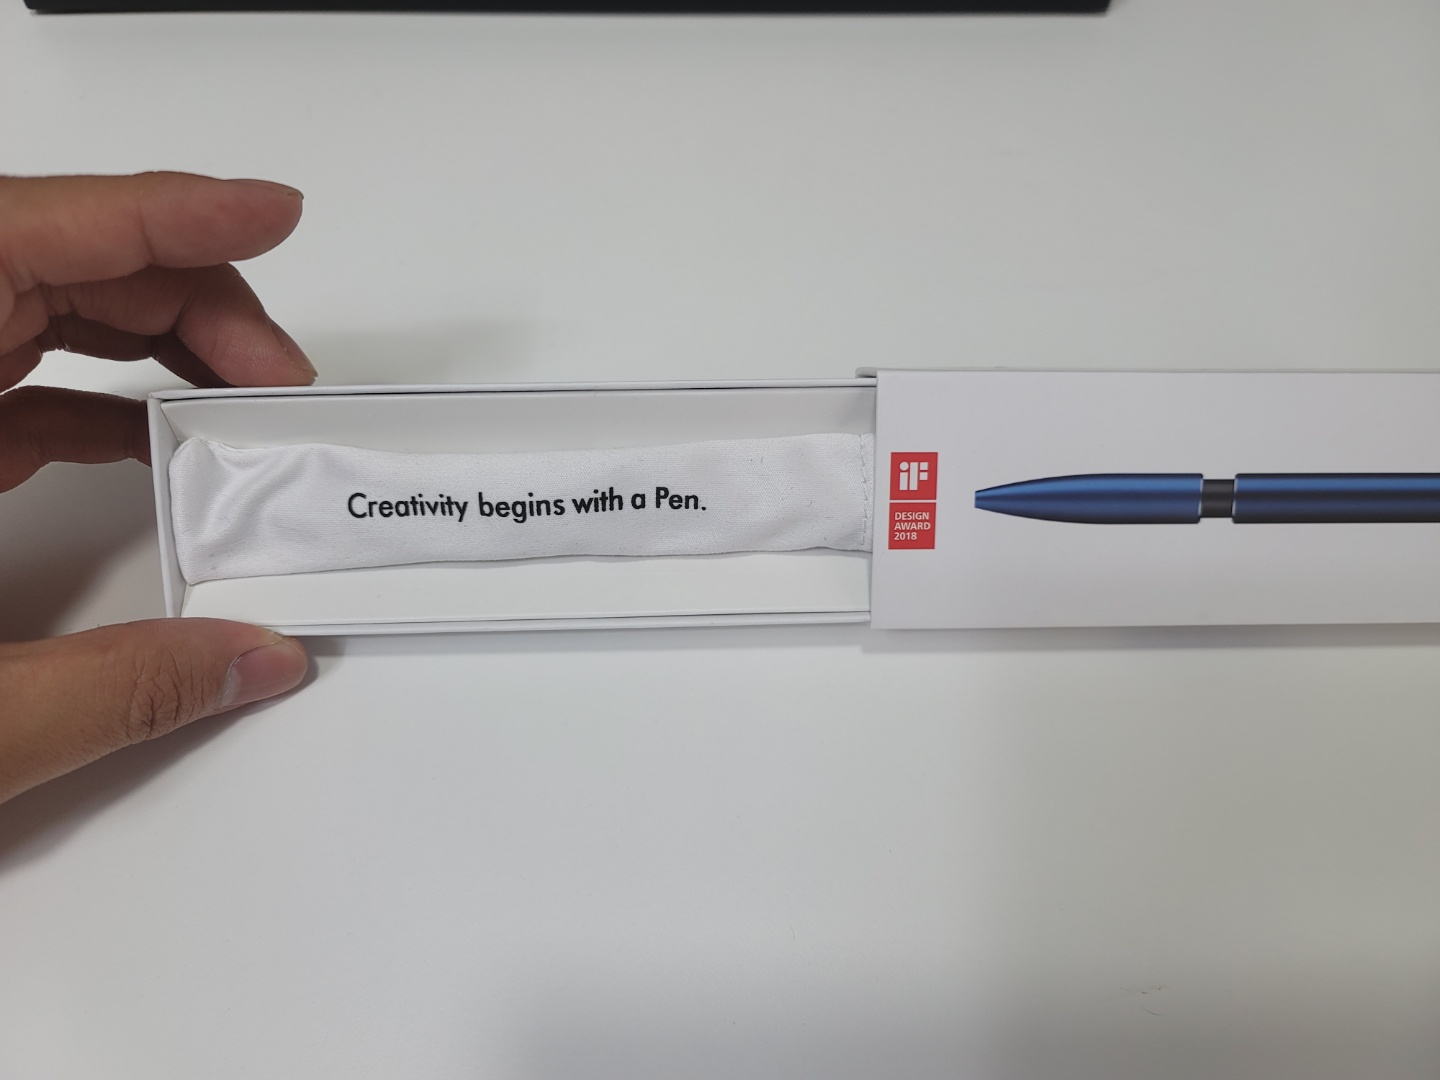 Creativity begins with a Pen.
iF
DESIGN
AWARD
2018